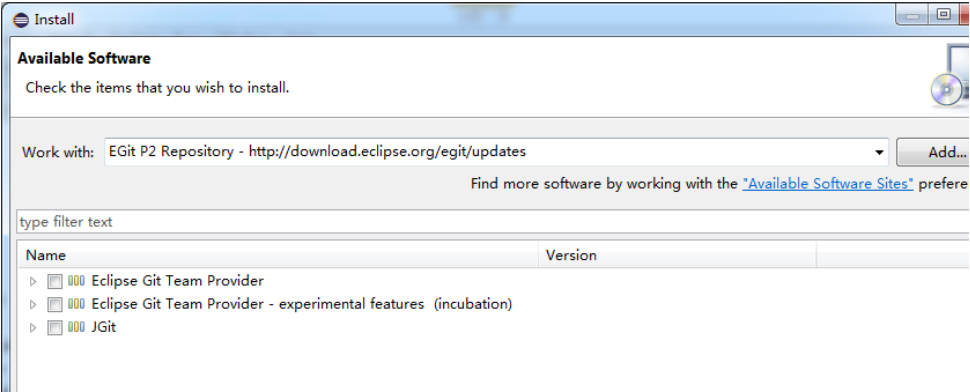 Install
Available Software
Check the items that you wish to install.
Work with: EGit P2 Repository - http://download.eclipse.org/egit/updates Add...
Find more software by working with the "Available Software Sites" prefere
type filter text
Name Version
Eclipse Git Team Provider
Eclipse Git Team Provider - experimental features (incubation)
JGit